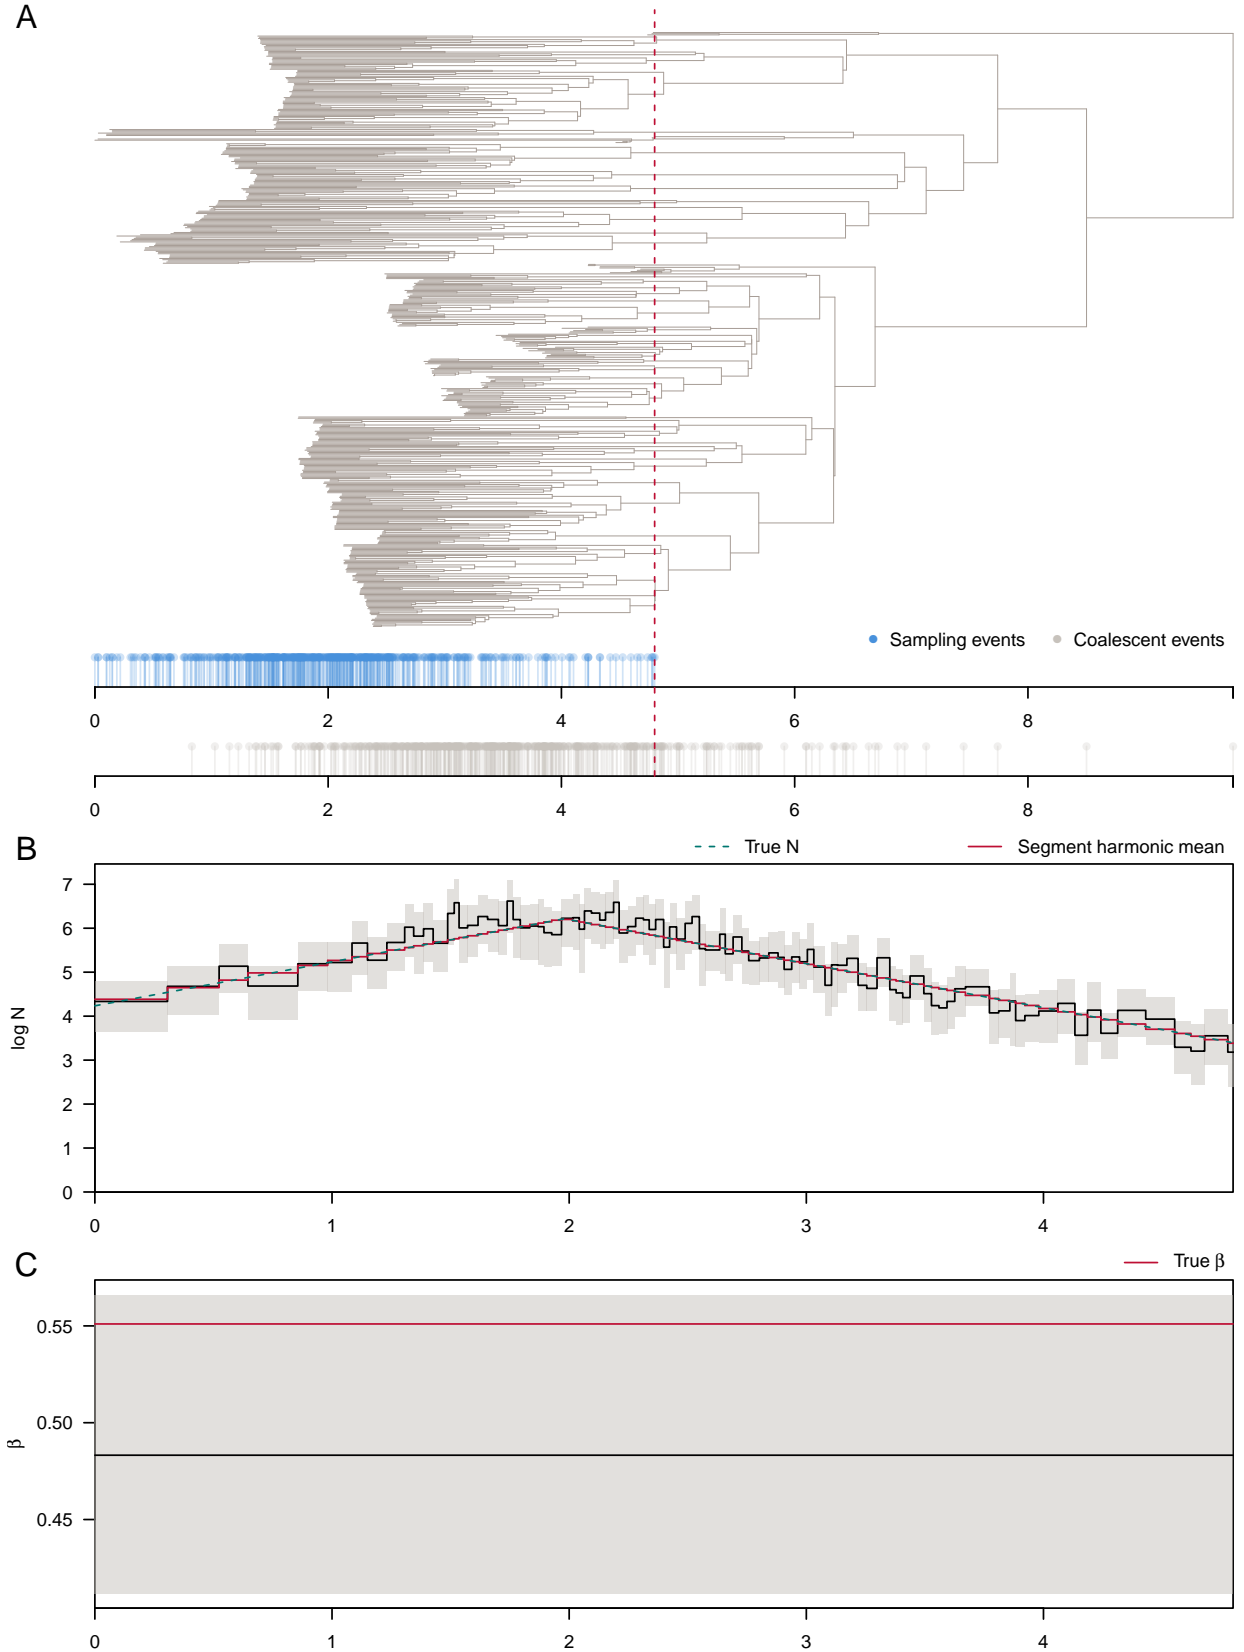 A
Sampling events Coalescent events
0 2 4 6 8
0 2 4 6 8
B
True N Segment harmonic mean
7
6
5
4
3
2
1
0
log N
0 1 2 3 4
C
True β
0.55
0.50
0.45
β
0 1 2 3 4